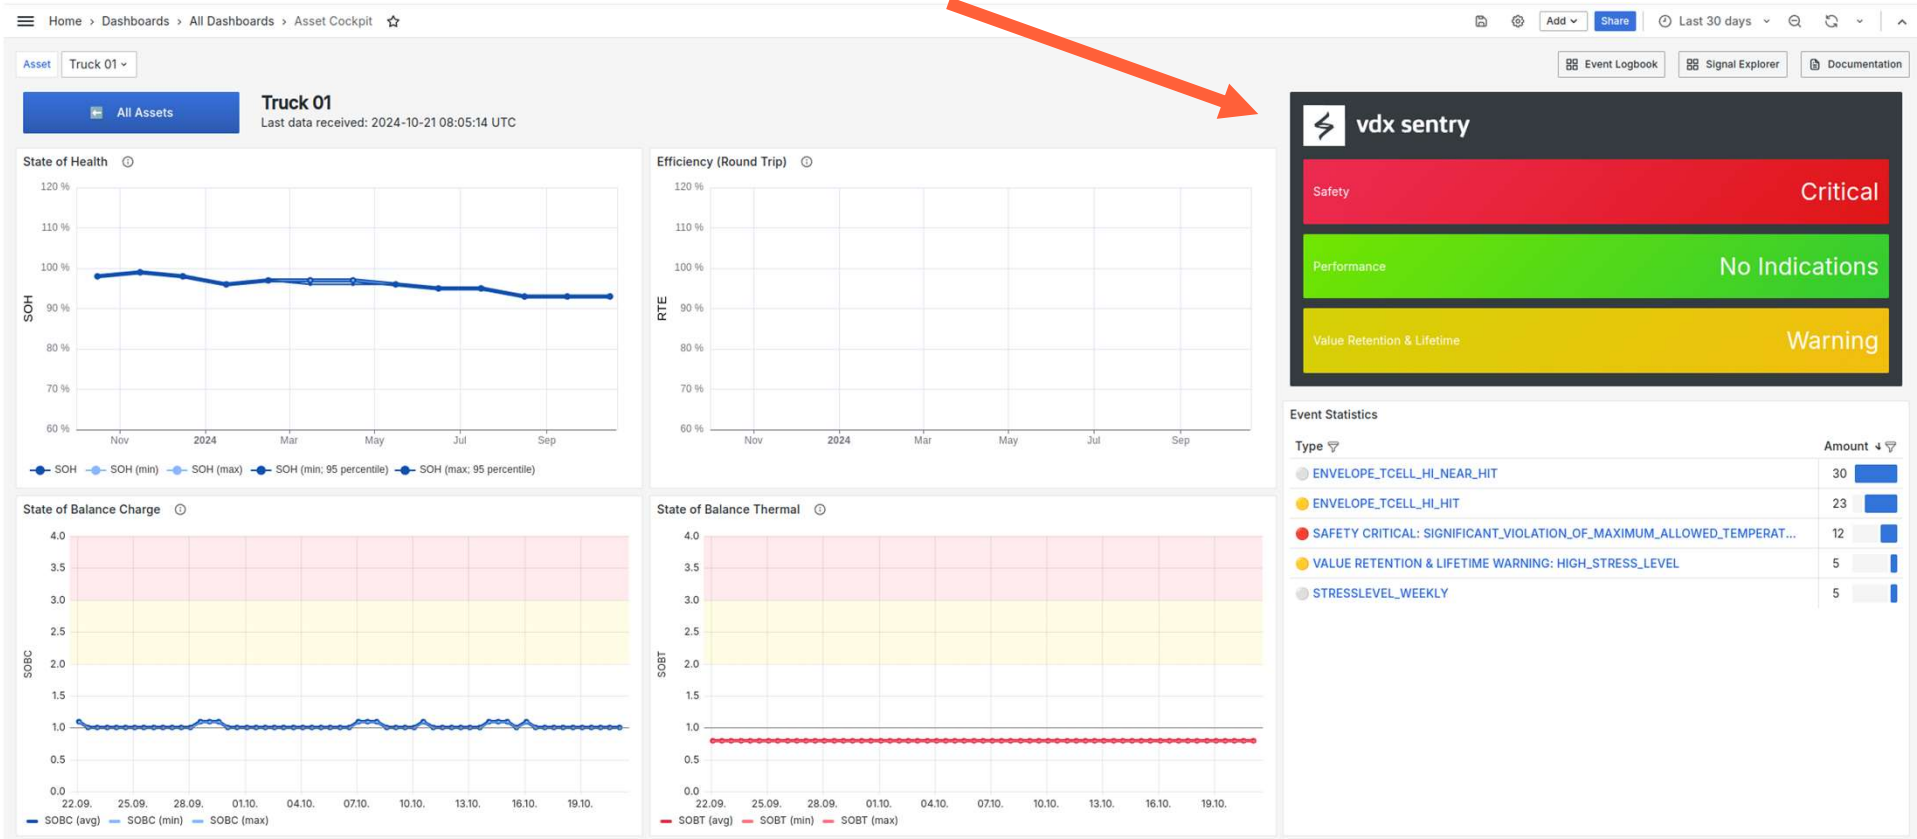 Home › Dashboards › All Dashboards › Asset Cockpit
Add
Share
Last 30 days
Asset
Truck 01
Event Logbook
Signal Explorer
Documentation
All Assets
Truck 01
Last data received: 2024-10-21 08:05:14 UTC
State of Health
120 %
110 %
100 %
90 %
80 %
70 %
60 %
SOH
Nov 2024 Mar May Jul Sep
SOH SOH (min) SOH (max) SOH (min; 95 percentile) SOH (max; 95 percentile)
Efficiency (Round Trip)
120 %
110 %
100 %
90 %
80 %
70 %
60 %
RTE
Nov 2024 Mar May Jul Sep
vdx sentry
Safety Critical
Performance No Indications
Value Retention & Lifetime Warning
State of Balance Charge
4.0
3.5
3.0
2.5
2.0
1.5
1.0
0.5
0.0
SOBC
22.09. 25.09. 28.09. 01.10. 04.10. 07.10. 10.10. 13.10. 16.10. 19.10.
SOBC (avg) SOBC (min) SOBC (max)
State of Balance Thermal
4.0
3.5
3.0
2.5
2.0
1.5
1.0
0.5
0.0
SOBT
22.09. 25.09. 28.09. 01.10. 04.10. 07.10. 10.10. 13.10. 16.10. 19.10.
SOBT (avg) SOBT (min) SOBT (max)
Event Statistics
Type Amount
ENVELOPE_TCELL_HI_NEAR_HIT 30
ENVELOPE_TCELL_HI_HIT 23
SAFETY CRITICAL: SIGNIFICANT_VIOLATION_OF_MAXIMUM_ALLOWED_TEMPERAT... 12
VALUE RETENTION & LIFETIME WARNING: HIGH_STRESS_LEVEL 5
STRESSLEVEL_WEEKLY 5